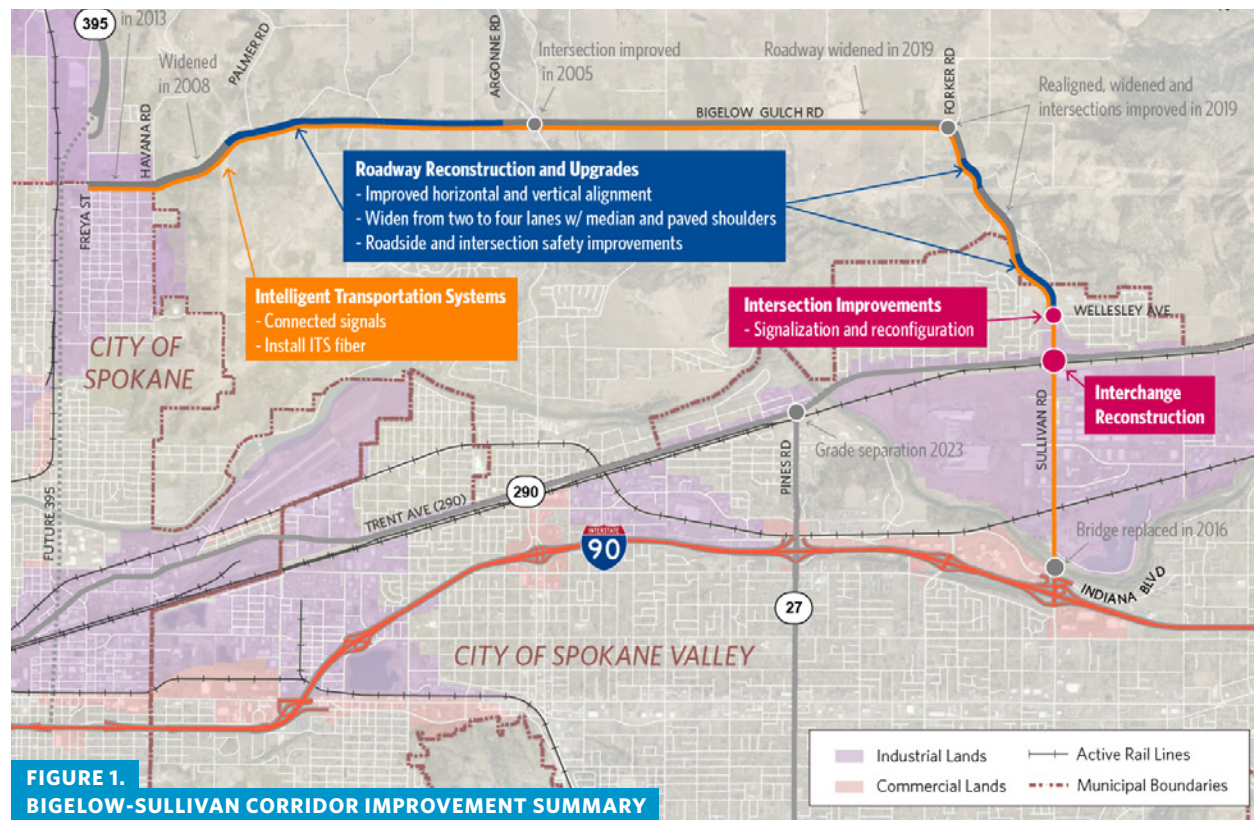 395
in 2013
Widened
in 2008
PALMER RD
HAVANA RD
FREYA ST
ARGONNE RD
Intersection improved
in 2005
Roadway widened in 2019
BIGELOW GULCH RD
FORKER RD
Realigned, widened and
intersections improved in 2019
Roadway Reconstruction and Upgrades
- Improved horizontal and vertical alignment
- Widen from two to four lanes w/ median and paved shoulders
- Roadside and intersection safety improvements
Intelligent Transportation Systems
- Connected signals
- Install ITS fiber
Intersection Improvements
- Signalization and reconfiguration
WELLESLEY AVE
Interchange
Reconstruction
CITY OF
SPOKANE
SULLIVAN RD
PINES RD
Grade separation 2023
290
TRENT AVE (290)
FUTURE 395
INTERSTATE
90
Bridge replaced in 2016
INDIANA BLVD
27
CITY OF SPOKANE VALLEY
Industrial Lands
Active Rail Lines
Commercial Lands
Municipal Boundaries
FIGURE 1.
BIGELOW-SULLIVAN CORRIDOR IMPROVEMENT SUMMARY